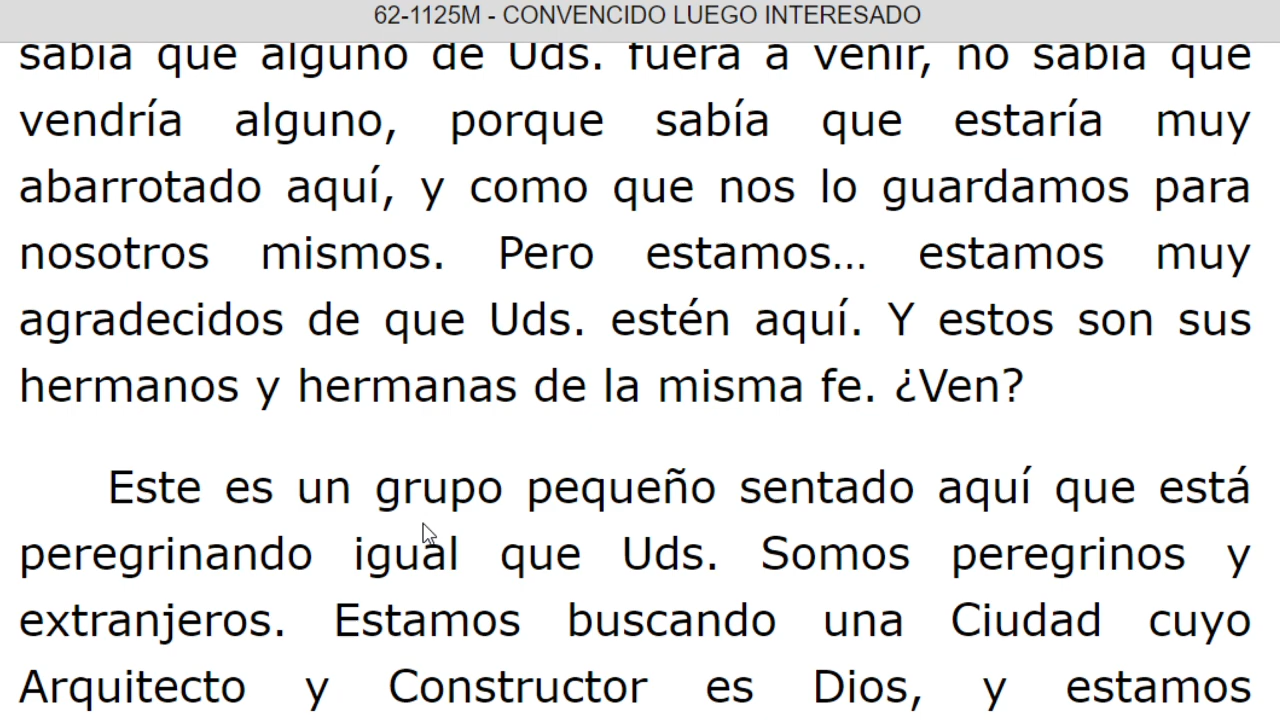 62-1125M - CONVENCIDO LUEGO INTERESADO
sabía que alguno de Uds. fuera a venir, no sabía que
vendría alguno, porque sabía que estaría muy
abarrotado aquí, y como que nos lo guardamos para
nosotros mismos. Pero estamos... estamos muy
agradecidos de que Uds. estén aquí. Y estos son sus
hermanos y hermanas de la misma fe. ¿Ven?
Este es un grupo pequeño sentado aquí que está
peregrinando igual que Uds. Somos peregrinos y
extranjeros. Estamos buscando una Ciudad cuyo
Arquitecto y Constructor es Dios, y estamos